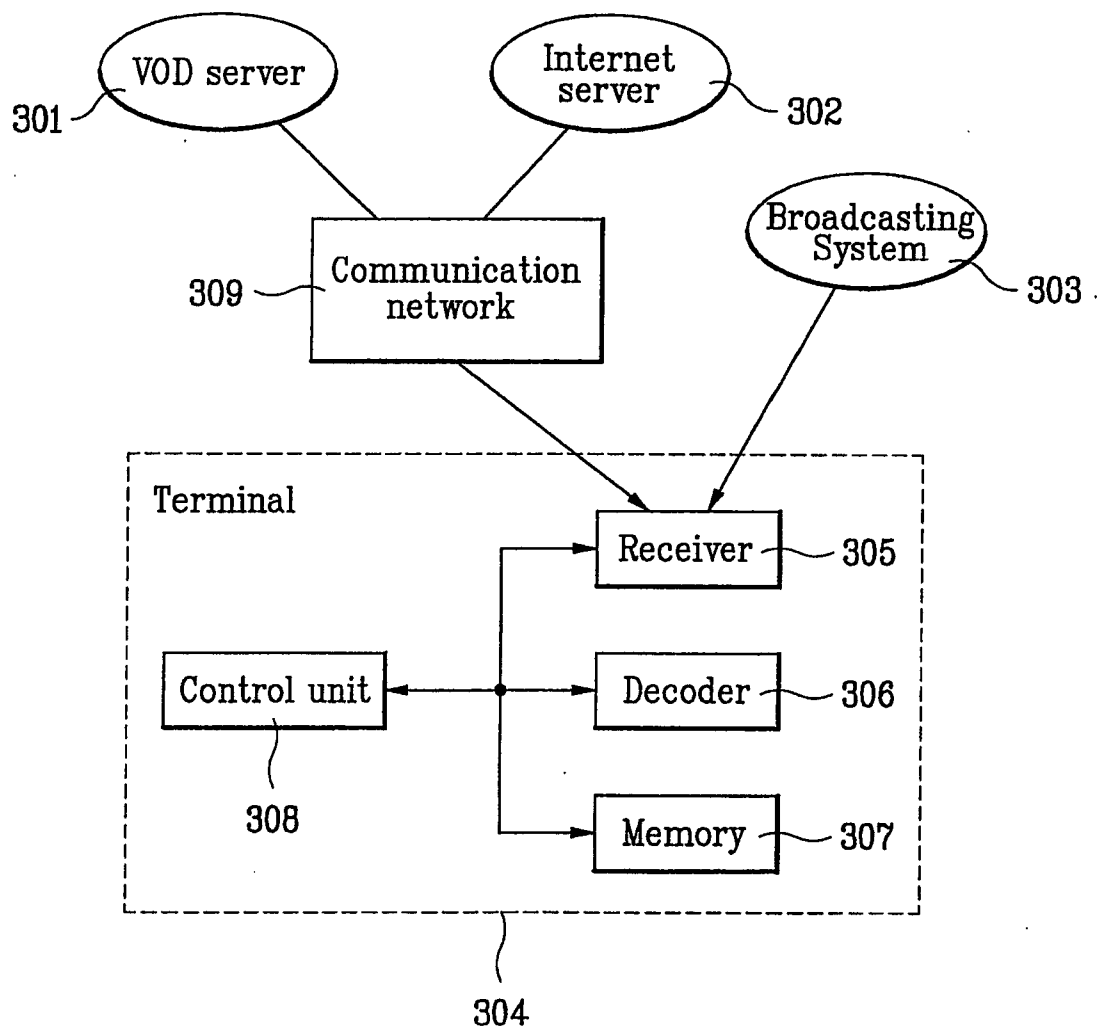 VOD server
301
Internet
server
302
Broadcasting
System
303
Communication
network
309
Terminal
Receiver
305
Control unit
308
Decoder
306
Memory
307
304